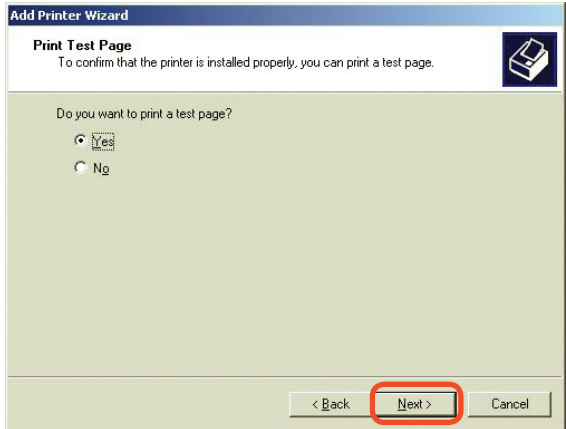 Add Printer Wizard
Print Test Page
To confirm that the printer is installed properly, you can print a test page.
Do you want to print a test page?
Yes
No
< Back
Next >
Cancel